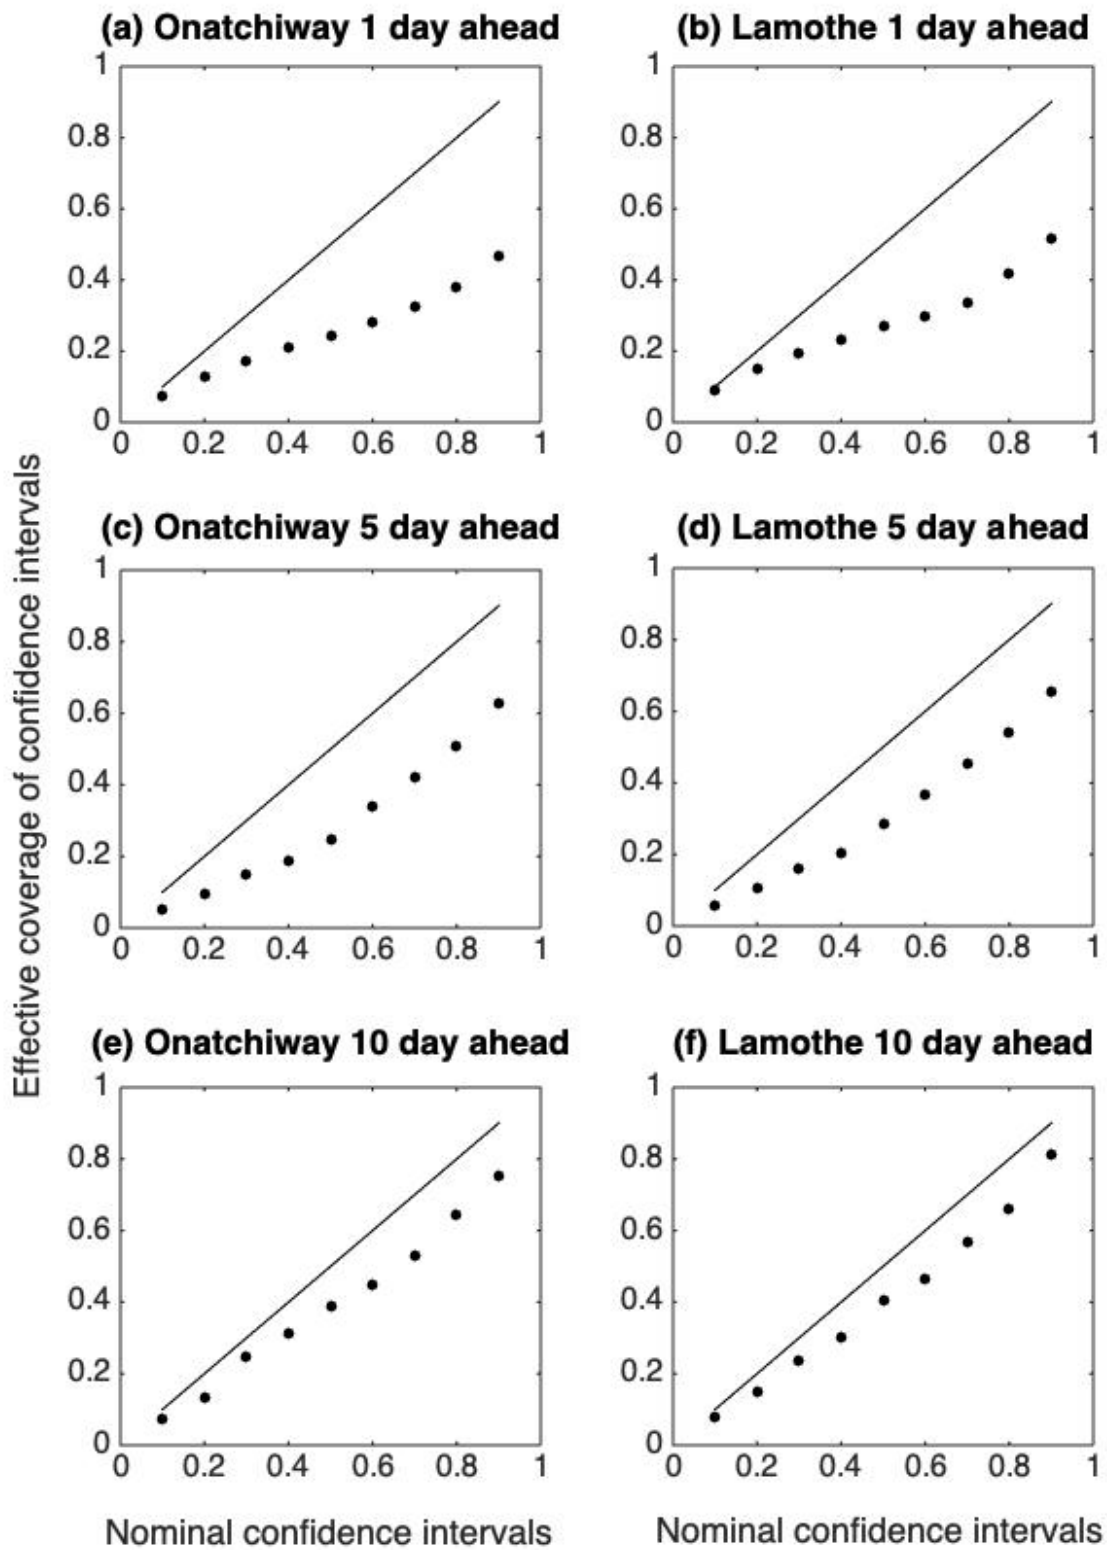 (a) Onatchiway 1 day ahead
(b) Lamothe 1 day ahead
1
0.8
0.6
0.4
0.2
0
0 0.2 0.4 0.6 0.8 1
1
0.8
0.6
0.4
0.2
0
0 0.2 0.4 0.6 0.8 1
(c) Onatchiway 5 day ahead
(d) Lamothe 5 day ahead
1
0.8
0.6
0.4
0.2
0
0 0.2 0.4 0.6 0.8 1
1
0.8
0.6
0.4
0.2
0
0 0.2 0.4 0.6 0.8 1
(e) Onatchiway 10 day ahead
(f) Lamothe 10 day ahead
1
0.8
0.6
0.4
0.2
0
0 0.2 0.4 0.6 0.8 1
1
0.8
0.6
0.4
0.2
0
0 0.2 0.4 0.6 0.8 1
Effective coverage of confidence intervals
Nominal confidence intervals
Nominal confidence intervals